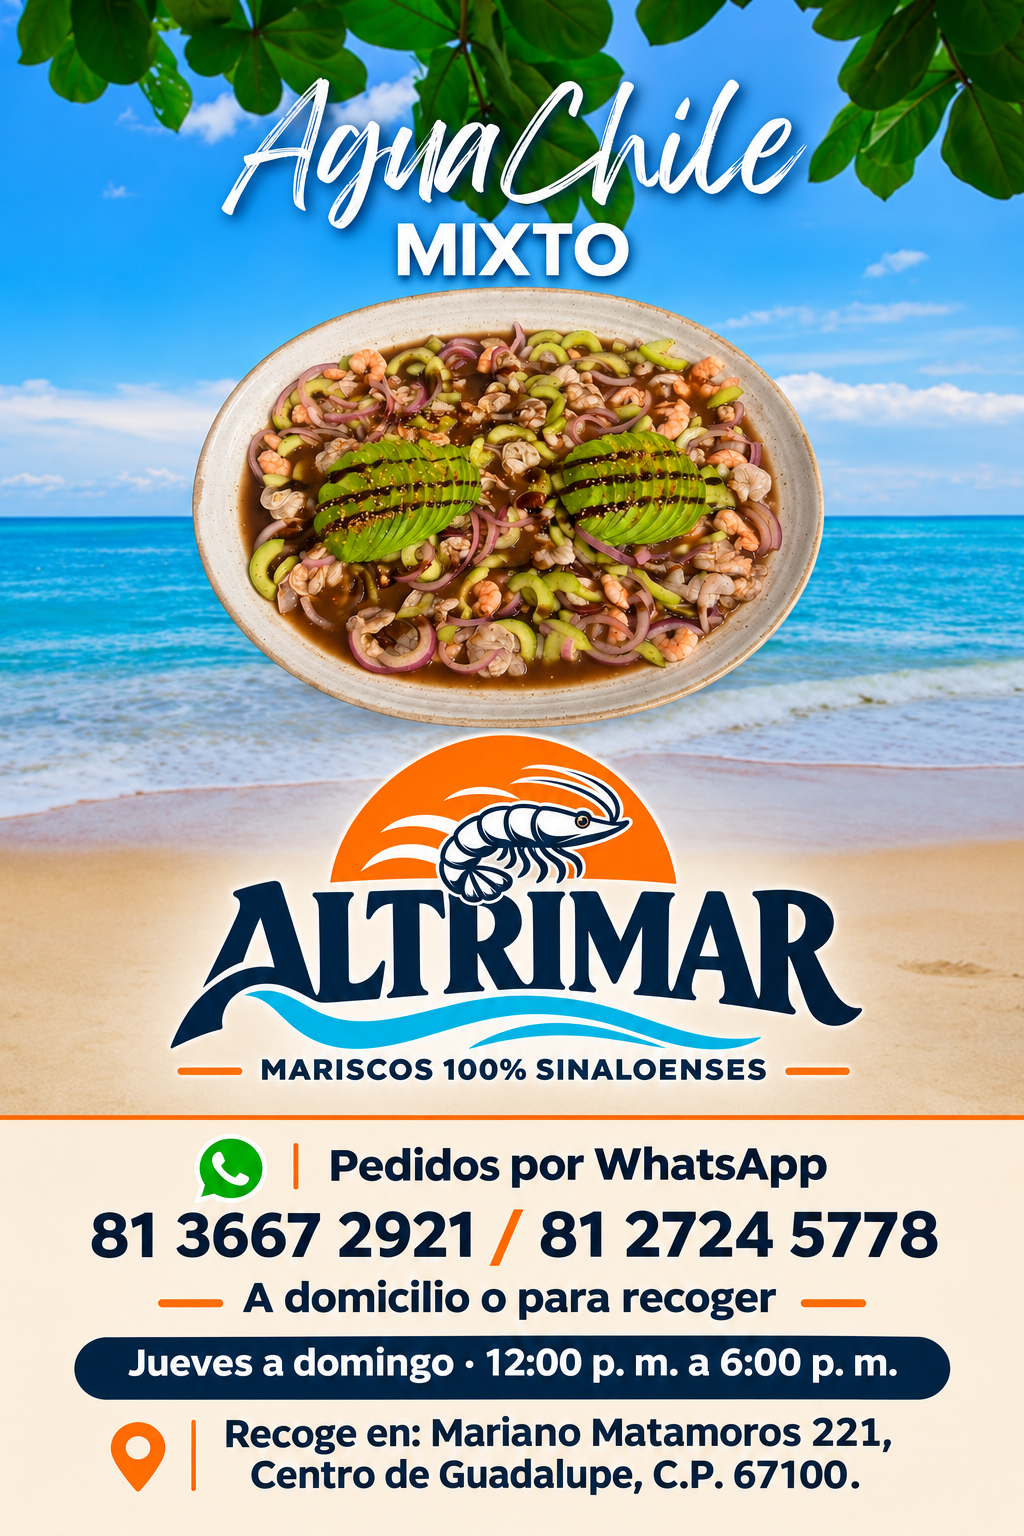 AguaChile
MIXTO
ALTRIMAR
MARISCOS 100% SINALOENSES
Pedidos por WhatsApp
81 3667 2921 / 81 2724 5778
A domicilio o para recoger
Jueves a domingo · 12:00 p. m. a 6:00 p. m.
Recoge en: Mariano Matamoros 221,
Centro de Guadalupe, C.P. 67100.